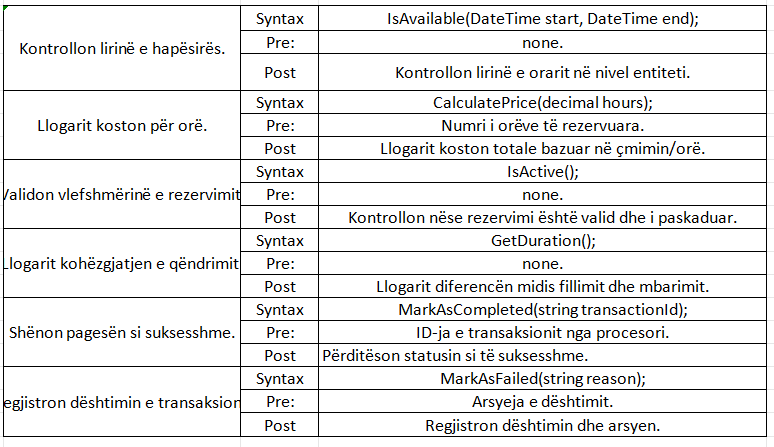 Kontrollon lirinë e hapësirës.
Syntax IsAvailable(DateTime start, DateTime end);
Pre: none.
Post Kontrollon lirinë e orarit në nivel entiteti.
Llogarit koston për orë.
Syntax CalculatePrice(decimal hours);
Pre: Numri i orëve të rezervuara.
Post Llogarit koston totale bazuar në çmimin/orë.
Validon vlefshmërinë e rezervimit
Syntax IsActive();
Pre: none.
Post Kontrollon nëse rezervimi është valid dhe i paskaduar.
Llogarit kohëzgjatjen e qëndrimit
Syntax GetDuration();
Pre: none.
Post Llogarit diferencën midis fillimit dhe mbarimit.
Shënon pagesën si suksesshme.
Syntax MarkAsCompleted(string transactionId);
Pre: ID-ja e transaksionit nga procesori.
Post Përditëson statusin si të suksesshme.
egjistron dështimin e transaksion
Syntax MarkAsFailed(string reason);
Pre: Arsyeja e dështimit.
Post Regjistron dështimin dhe arsyen.